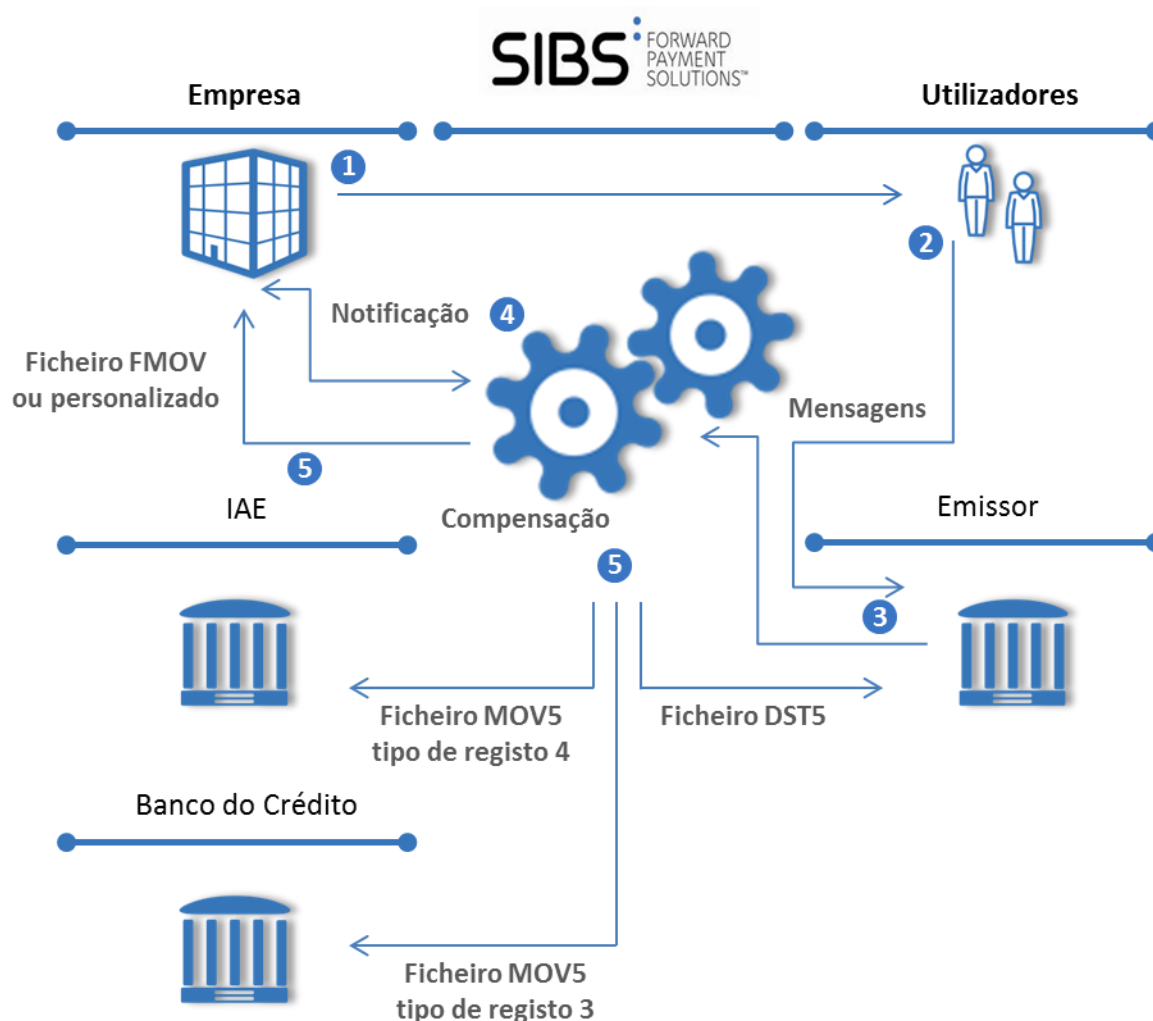 SIBS
FORWARD
PAYMENT
SOLUTIONS™
Empresa
Utilizadores
1
2
Notificação
4
Ficheiro FMOV
ou personalizado
Mensagens
5
IAE
Compensação
Emissor
5
3
Ficheiro MOV5
tipo de registo 4
Ficheiro DST5
Banco do Crédito
Ficheiro MOV5
tipo de registo 3